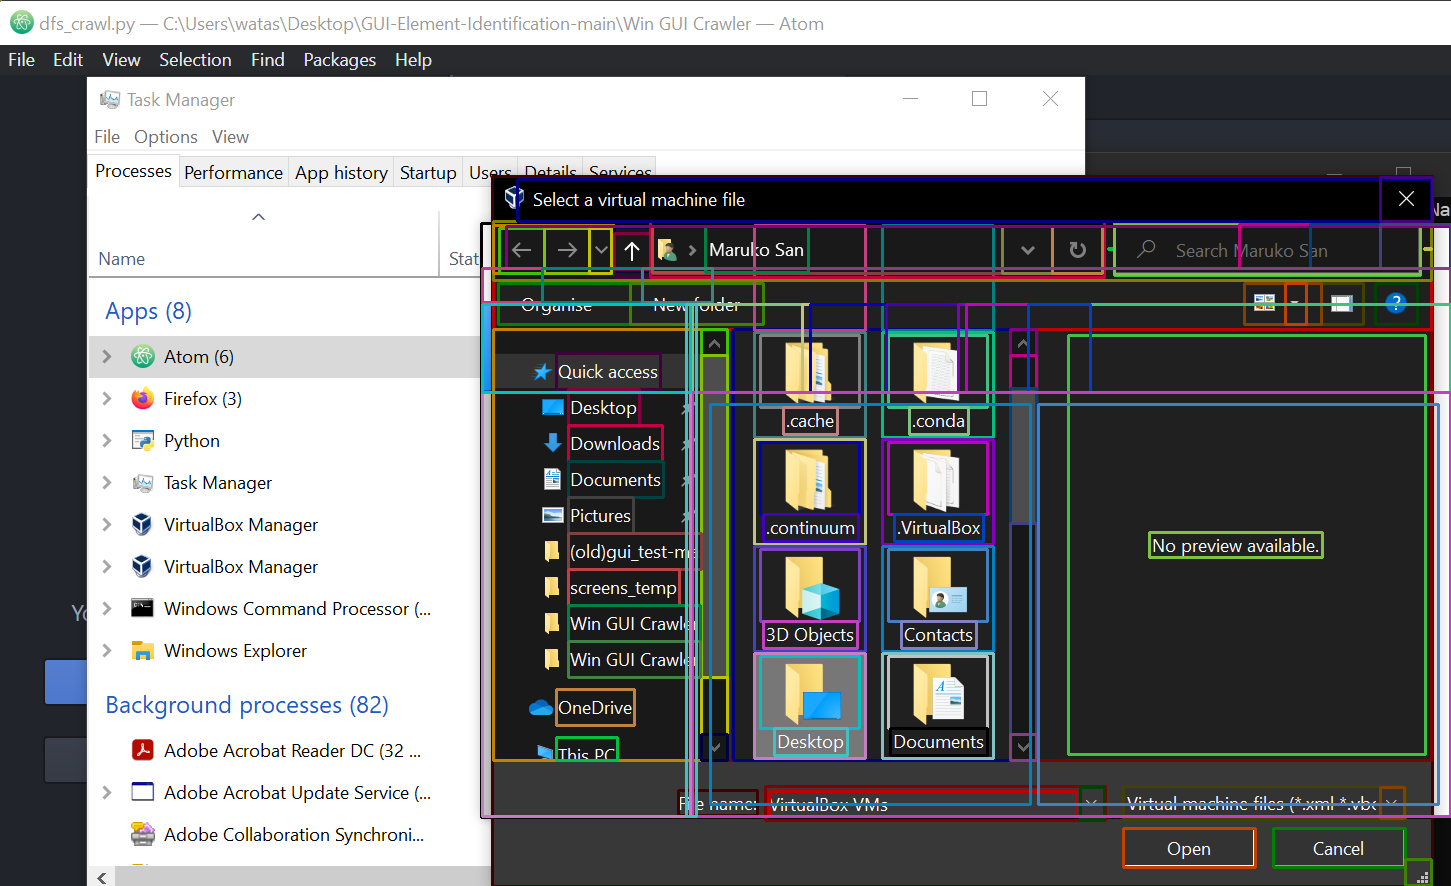 dfs_crawl.py — C:\Users\watas\Desktop\GUI-Element-Identification-main\Win GUI Crawler — Atom
File Edit View Selection Find Packages Help
Task Manager
File Options View
Processes Performance App history Startup Users Details Services
Name Stat
Apps (8)
Atom (6)
Firefox (3)
Python
Task Manager
VirtualBox Manager
VirtualBox Manager
Windows Command Processor (...
Windows Explorer
Background processes (82)
Adobe Acrobat Reader DC (32 ...
Adobe Acrobat Update Service (...
Adobe Collaboration Synchroni...
Yo
Na
Select a virtual machine file
Maruko San
Search Maruko San
Organise New folder
Quick access
Desktop
Downloads
Documents
Pictures
(old)gui_test-ma
screens_temp
Win GUI Crawler
Win GUI Crawler
OneDrive
This PC
.cache .conda
.continuum .VirtualBox
3D Objects Contacts
Desktop Documents
No preview available.
File name: VirtualBox VMs Virtual machine files (*.xml *.vbo
Open Cancel